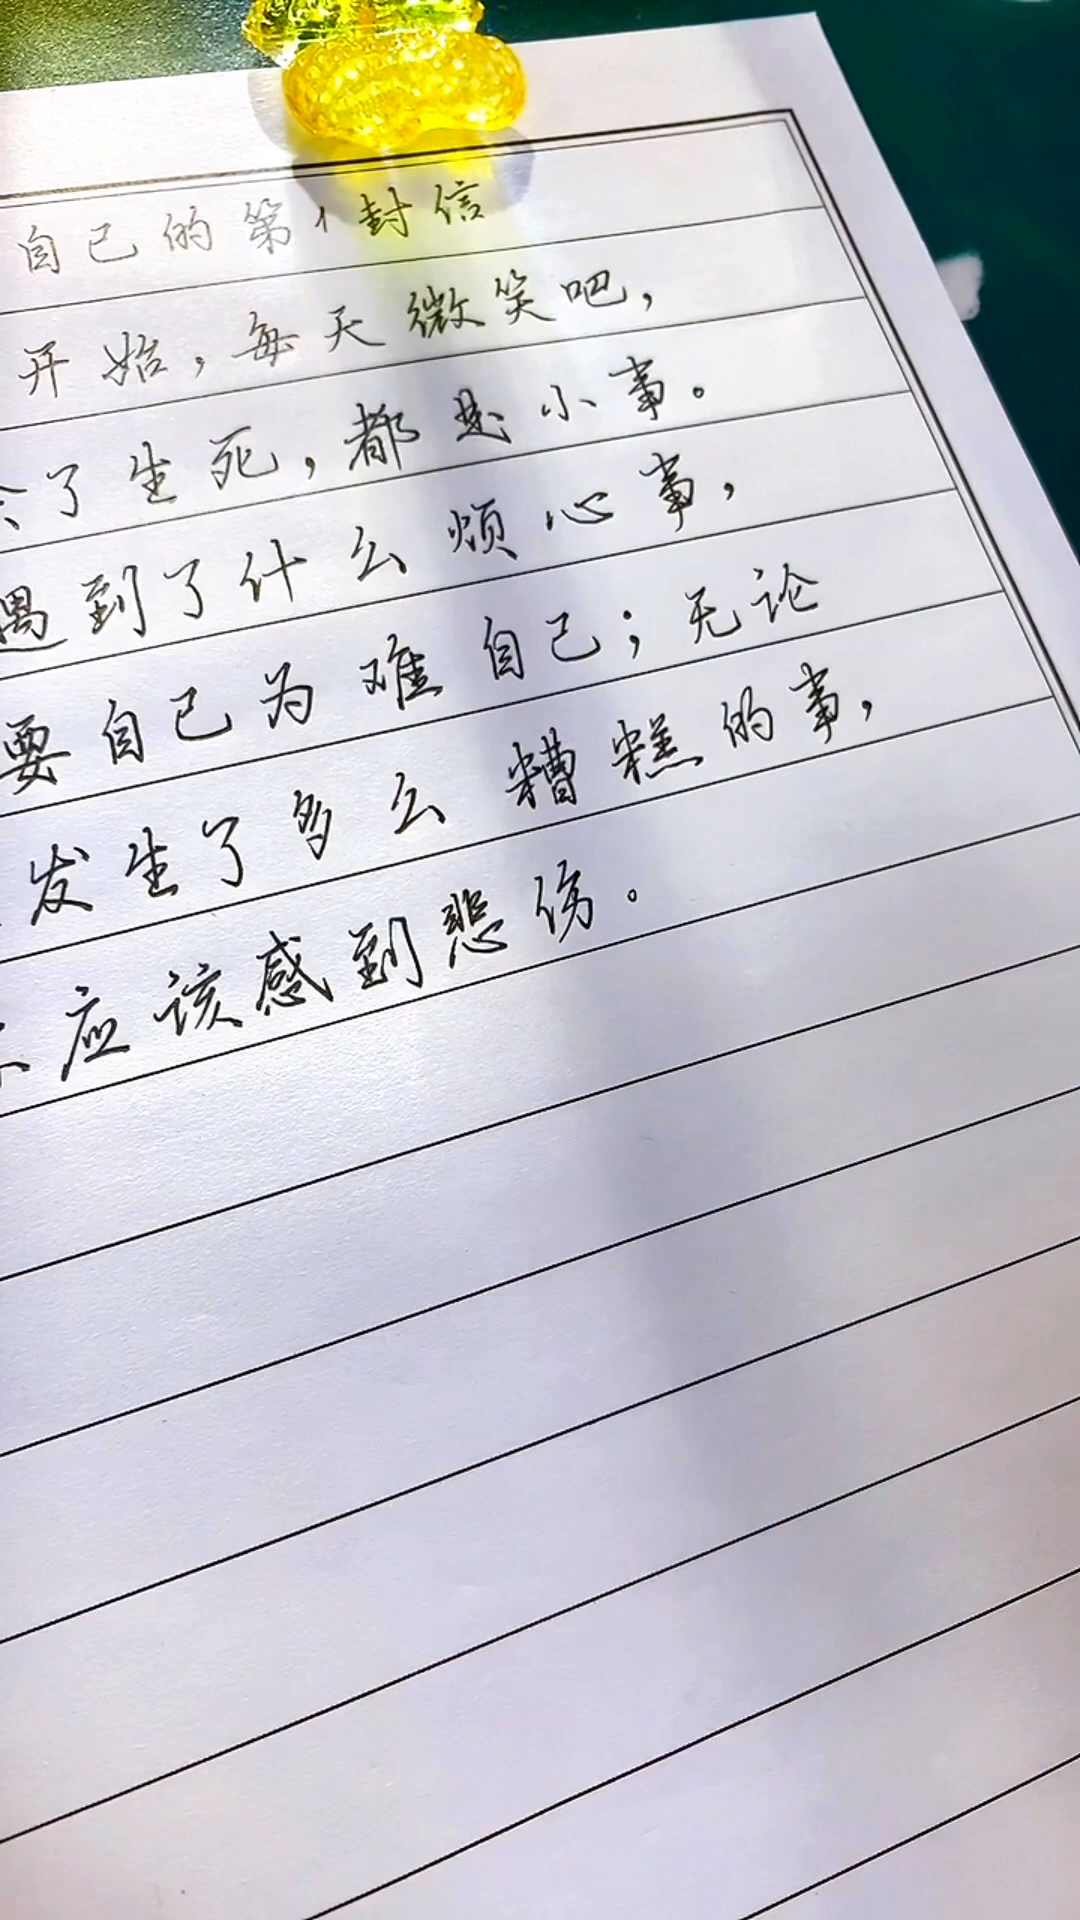 自己的第1封信
开始，每天微笑吧，
了生死，都是小事。
遇到了什么烦心事，
要自己为难自己；无论
发生了多么糟糕的事，
应该感到悲伤。